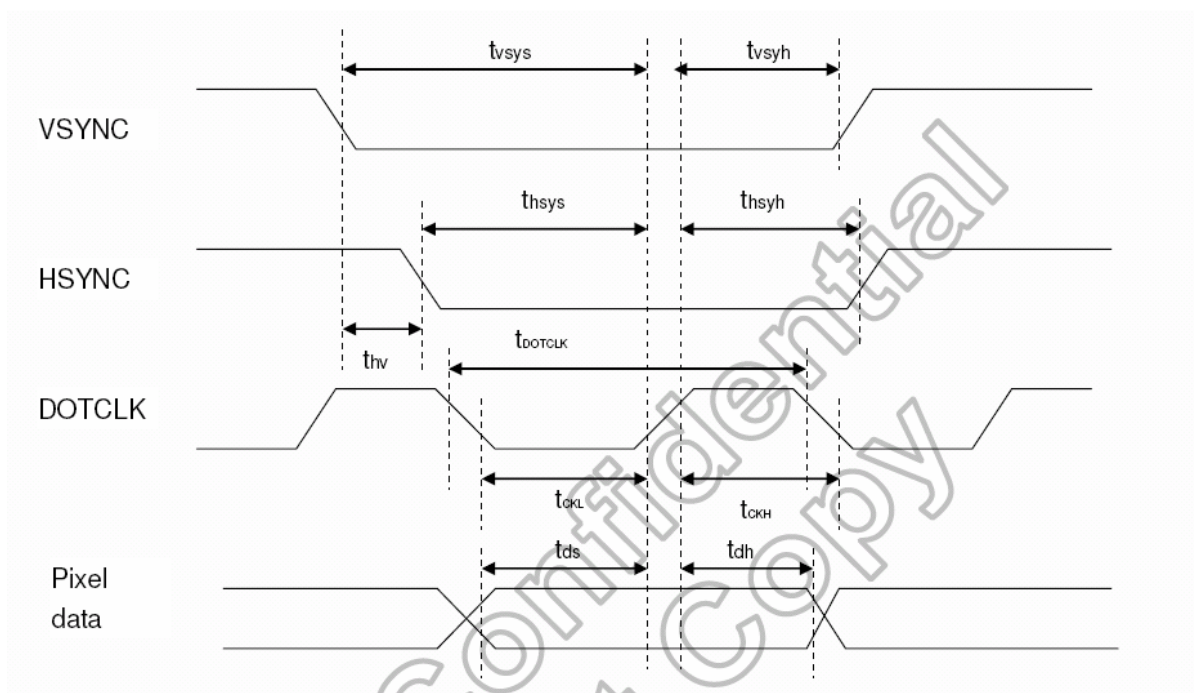 tvsys
tvsyh
VSYNC
thsys
thsyh
HSYNC
thv
tDOTCLK
DOTCLK
tCKL
tCKH
tds
tdh
Pixel
data
Confidential
Copy